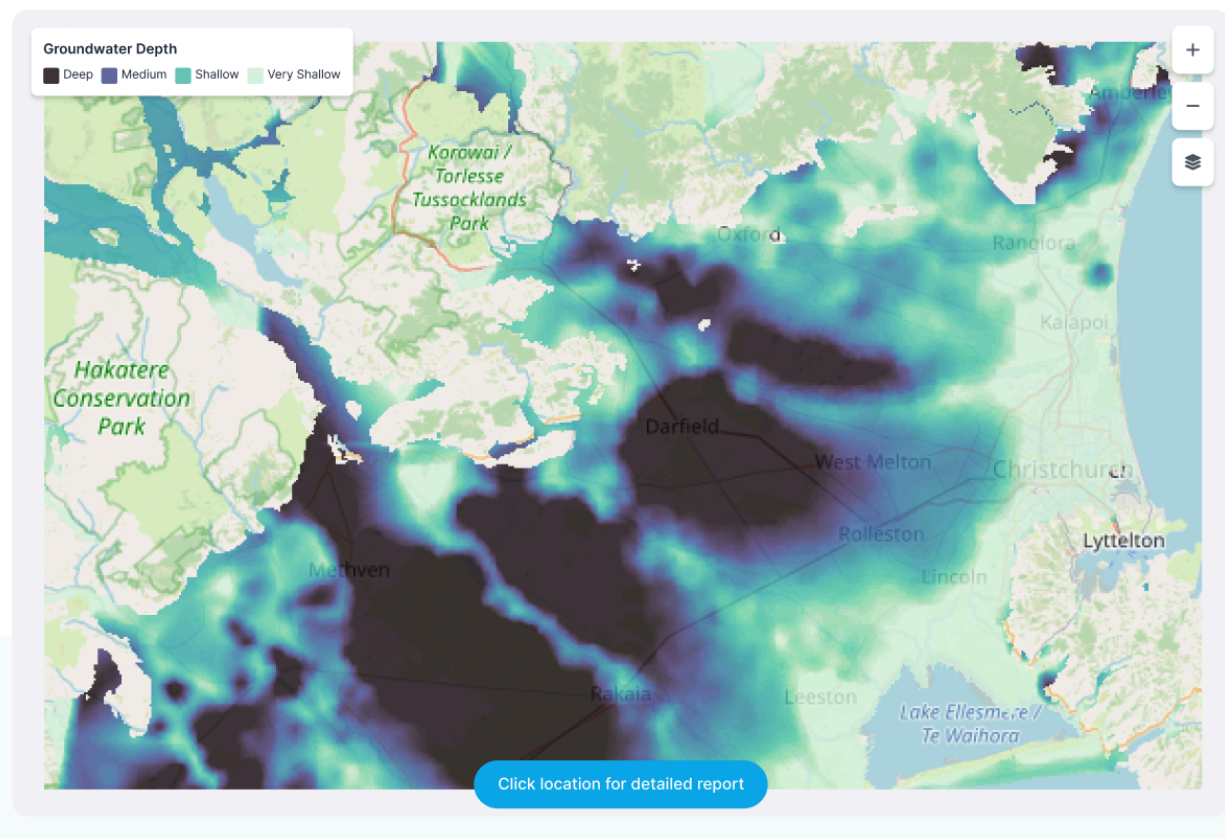 Groundwater Depth
Deep Medium Shallow Very Shallow
+
−
Amberley
Korowai /
Torlesse
Tussocklands
Park
Oxford
Rangiora
Kaiapoi
Hakatere
Conservation
Park
Darfield
West Melton
Christchurch
Rolleston
Lyttelton
Methven
Lincoln
Rakaia
Leeston
Lake Ellesmere /
Te Waihora
Click location for detailed report